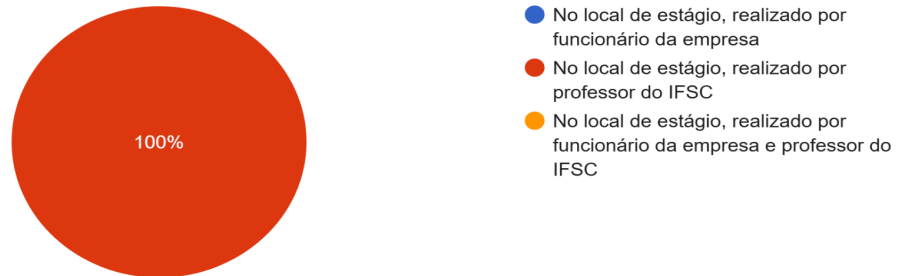 100%
No local de estágio, realizado por
funcionário da empresa
No local de estágio, realizado por
professor do IFSC
No local de estágio, realizado por
funcionário da empresa e professor do
IFSC